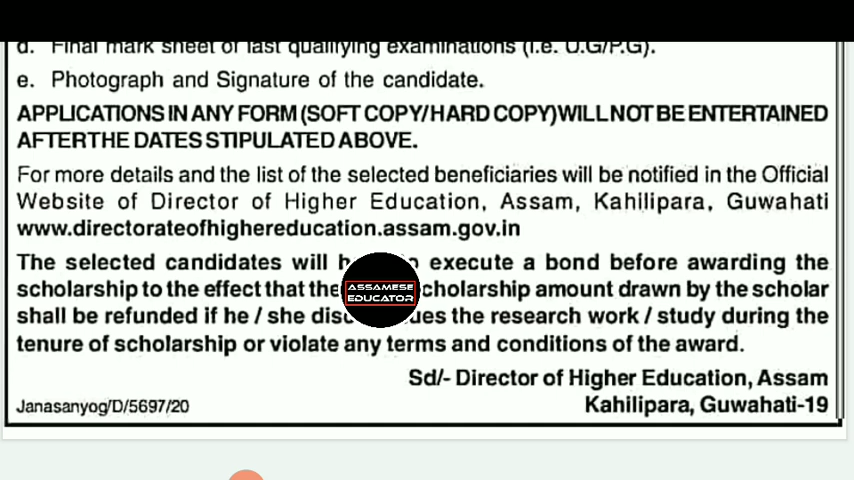 d. Final mark sheet of last qualifying examinations (i.e. U.G/P.G).
e. Photograph and Signature of the candidate.
APPLICATIONS IN ANY FORM (SOFT COPY/HARD COPY)WILL NOT BE ENTERTAINED
AFTER THE DATES STIPULATED ABOVE.
For more details and the list of the selected beneficiaries will be notified in the Official
Website of Director of Higher Education, Assam, Kahilipara, Guwahati
www.directorateofhighereducation.assam.gov.in
The selected candidates will execute a bond before awarding the
scholarship to the effect that the scholarship amount drawn by the scholar
shall be refunded if he / she the research work / study during the
tenure of scholarship or violate any terms and conditions of the award.
ASSAMESE
EDUCATOR
Sd/- Director of Higher Education, Assam
Janasanyog/D/5697/20
Kahilipara, Guwahati-19